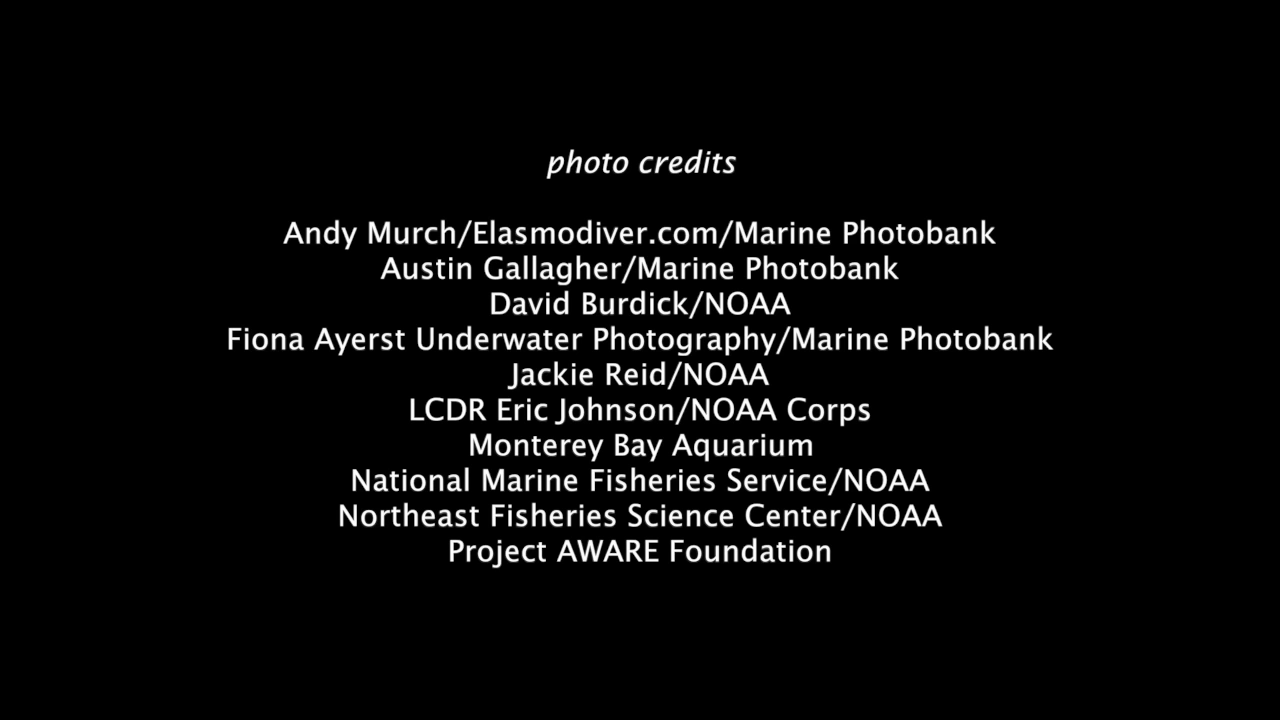 photo credits
Andy Murch/Elasmodiver.com/Marine Photobank
Austin Gallagher/Marine Photobank
David Burdick/NOAA
Fiona Ayerst Underwater Photography/Marine Photobank
Jackie Reid/NOAA
LCDR Eric Johnson/NOAA Corps
Monterey Bay Aquarium
National Marine Fisheries Service/NOAA
Northeast Fisheries Science Center/NOAA
Project AWARE Foundation